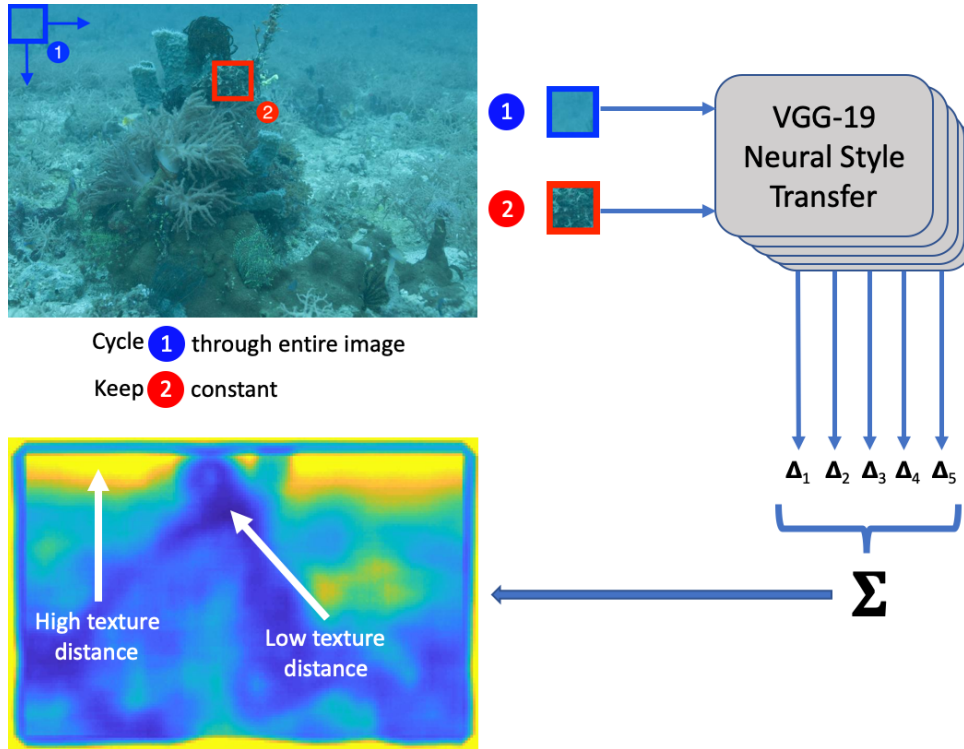 1
2
1
2
VGG-19
Neural Style
Transfer
Cycle 1 through entire image
Keep 2 constant
Δ1 Δ2 Δ3 Δ4 Δ5
Σ
High texture
distance
Low texture
distance